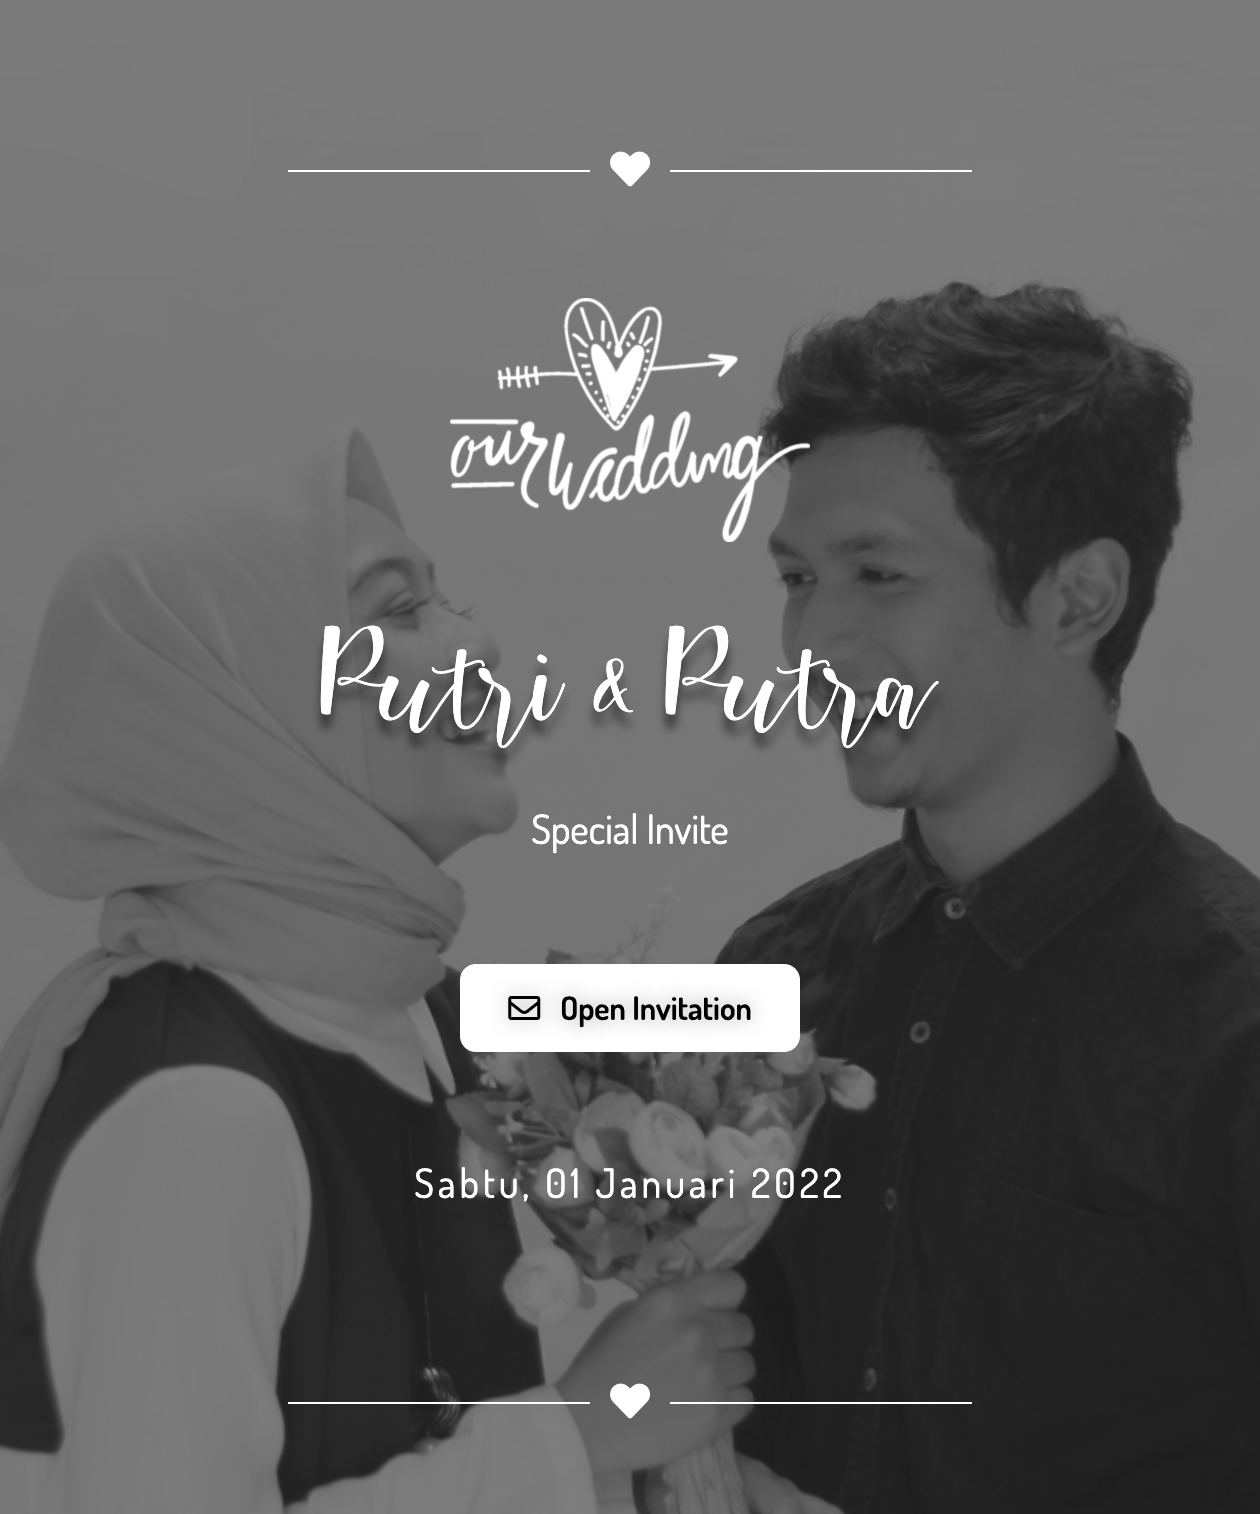 our wedding
Putri & Putra
Special Invite
Open Invitation
Sabtu, 01 Januari 2022